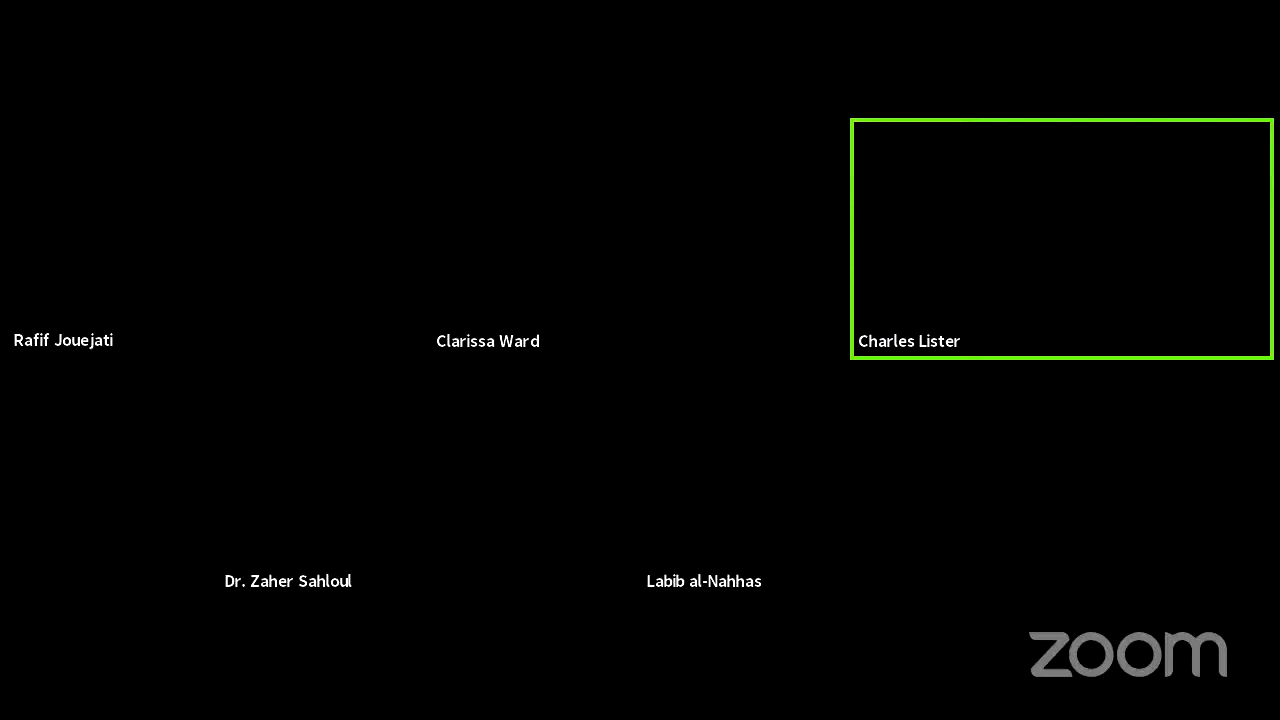 Rafif Jouejati
Clarissa Ward
Charles Lister
Dr. Zaher Sahloul
Labib al-Nahhas
zoom